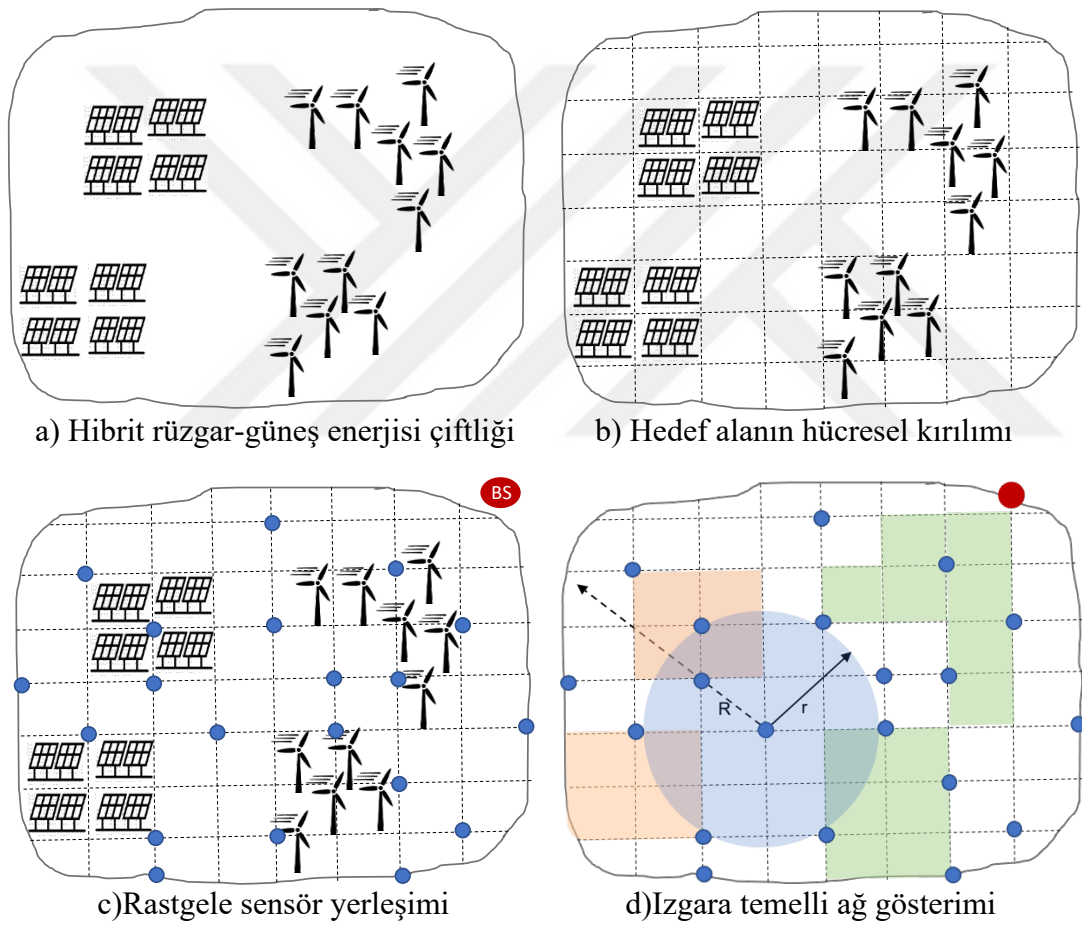 a) Hibrit rüzgar-güneş enerjisi çiftliği
b) Hedef alanın hücresel kırılımı
BS
R
r
c)Rastgele sensör yerleşimi
d)Izgara temelli ağ gösterimi